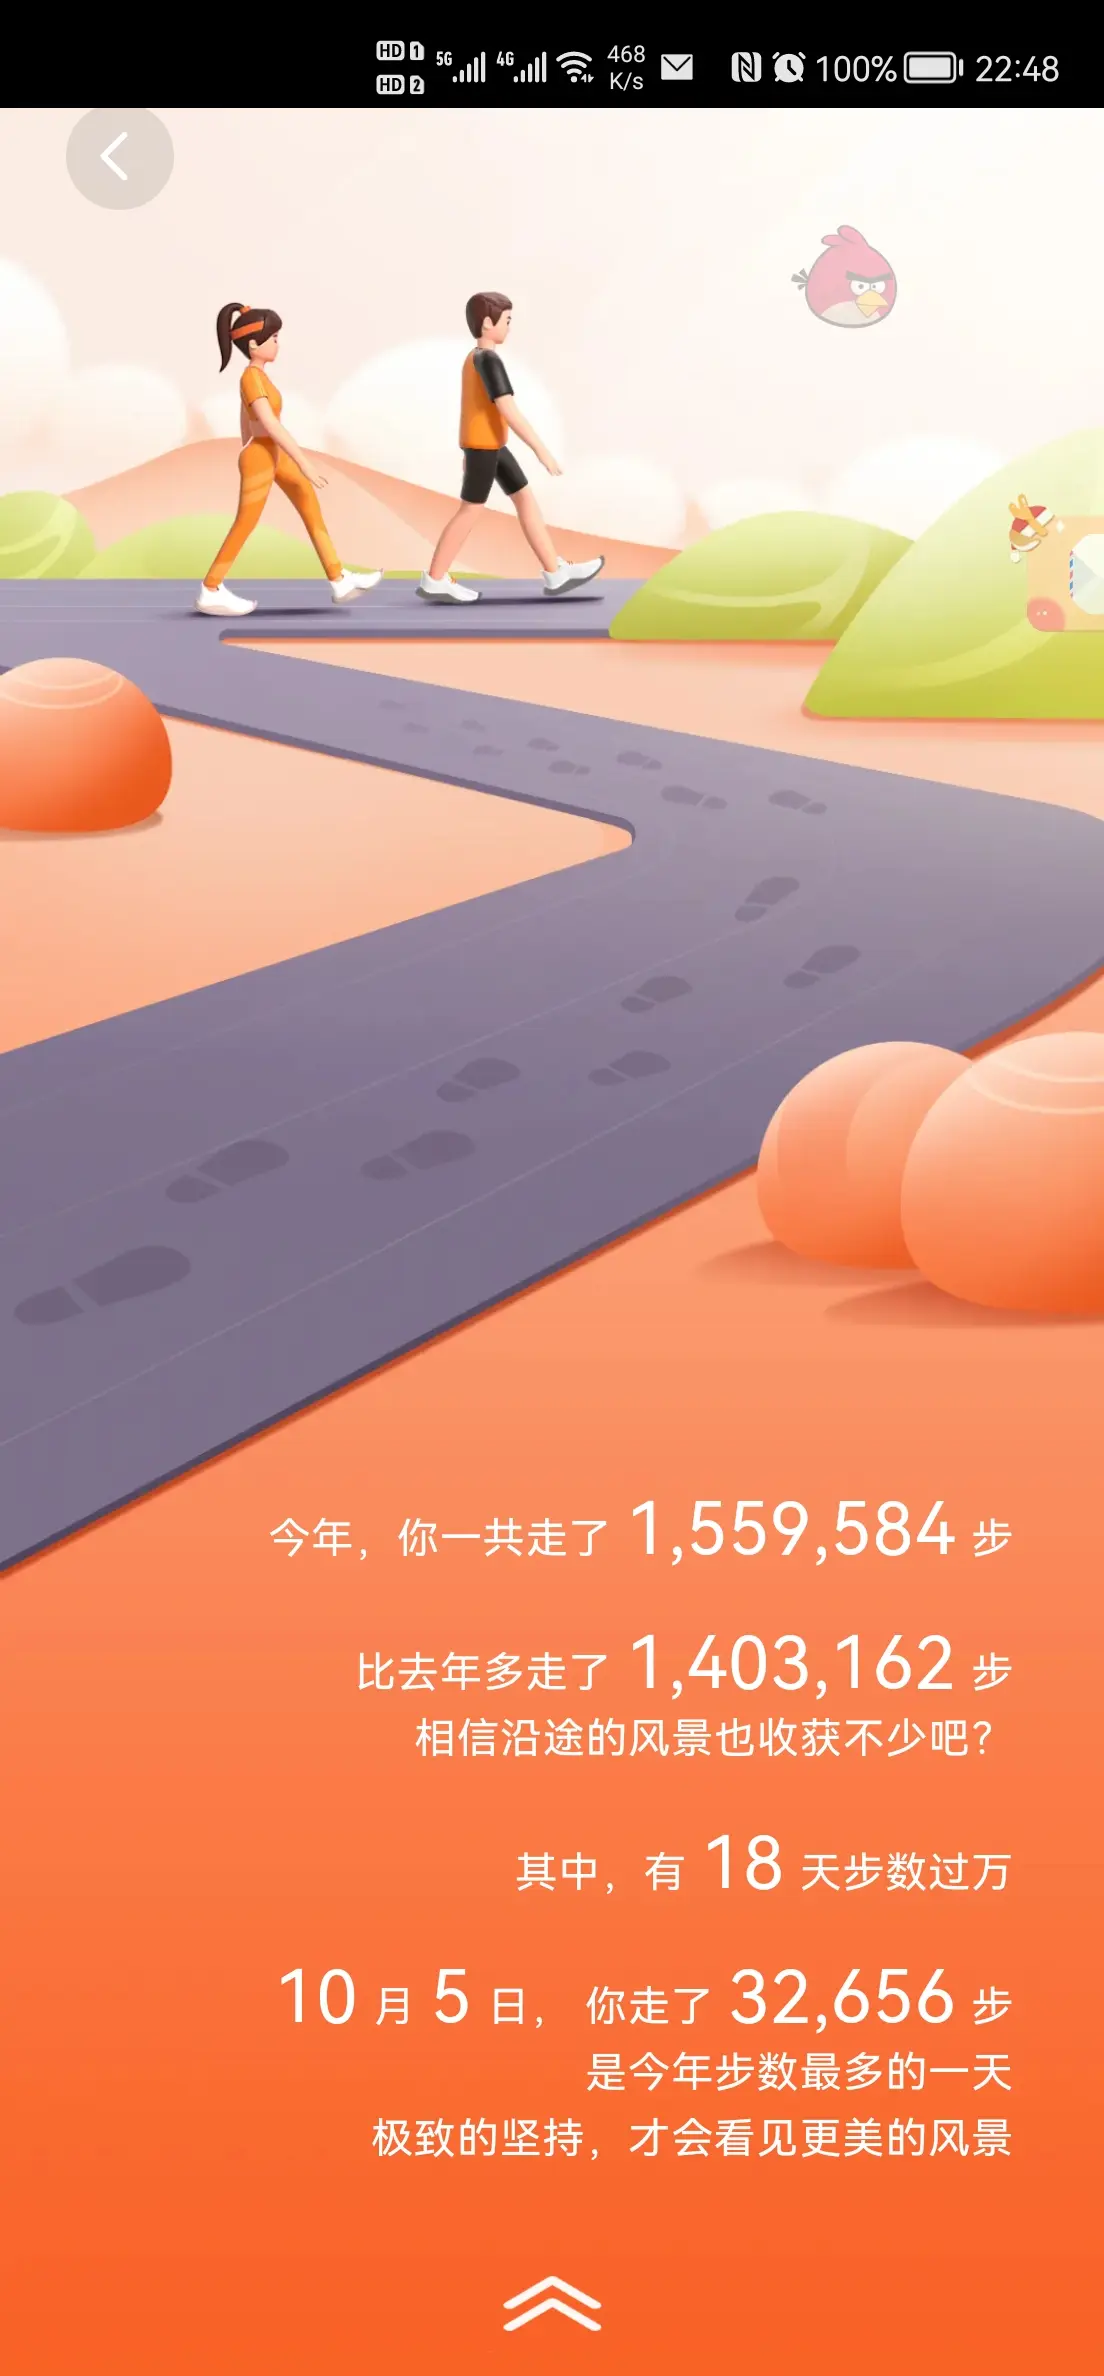 HD 1 5G 4G 468 100% 22:48
HD 2 K/s
今年，你一共走了 1,559,584 步
比去年多走了 1,403,162 步
相信沿途的风景也收获不少吧？
其中，有 18 天步数过万
10 月 5 日，你走了 32,656 步
是今年步数最多的一天
极致的坚持，才会看见更美的风景